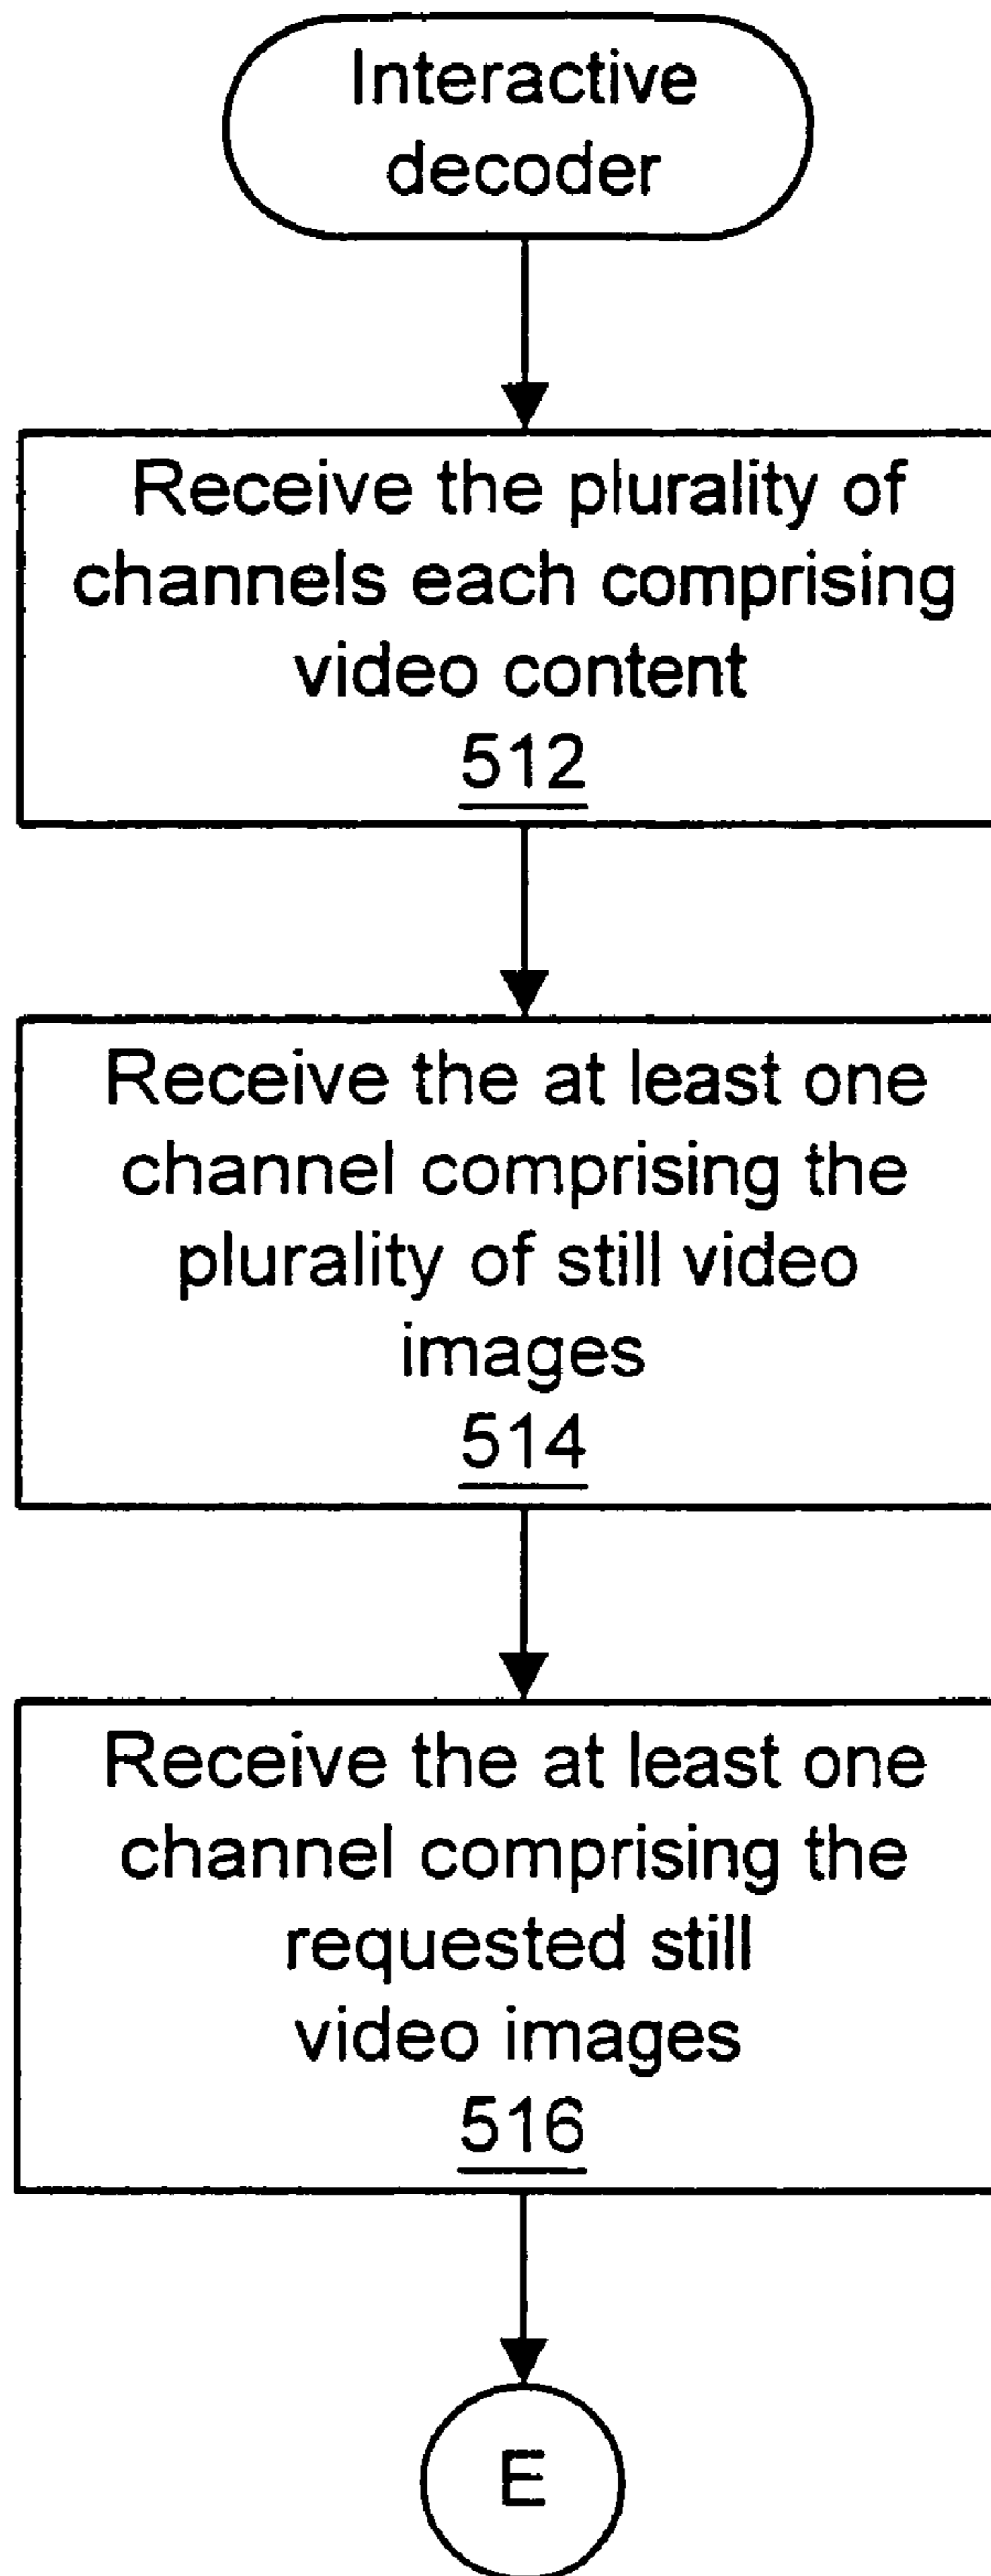 Interactive
decoder
Receive the plurality of
channels each comprising
video content
512
Receive the at least one
channel comprising the
plurality of still video
images
514
Receive the at least one
channel comprising the
requested still
video images
516
E